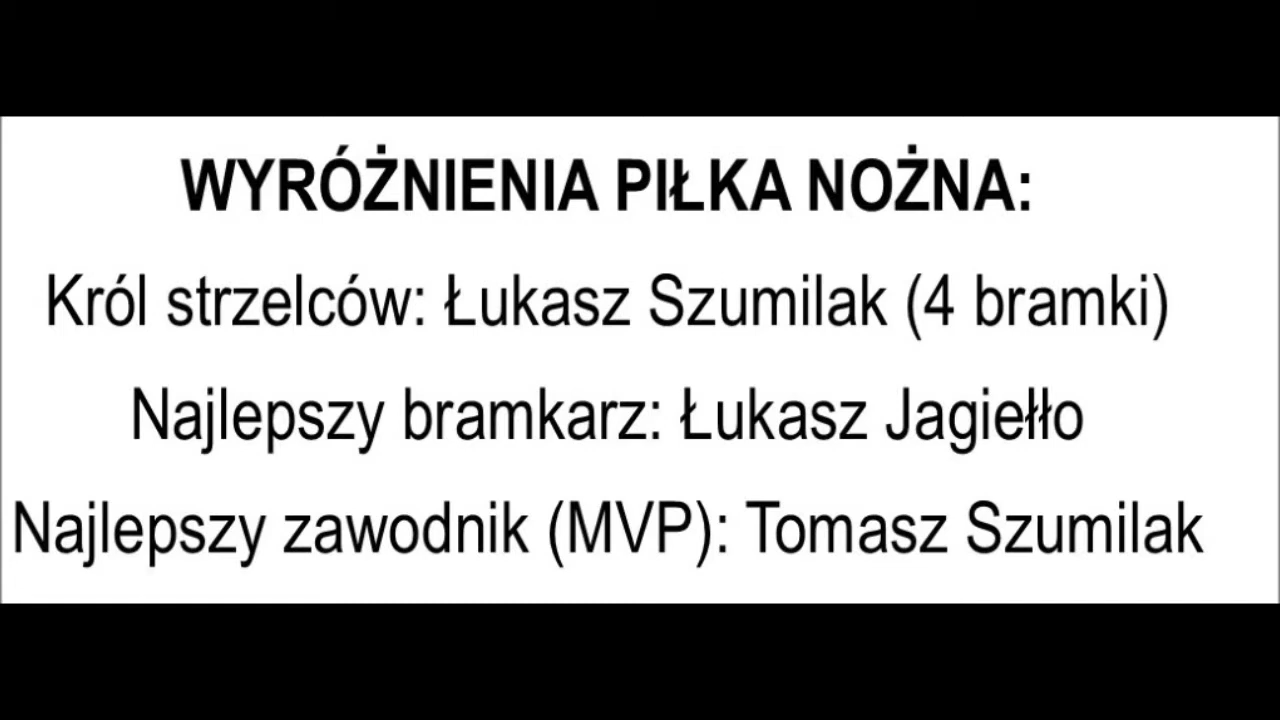 WYRÓŻNIENIA PIŁKA NOŻNA:
Król strzelców: Łukasz Szumilak (4 bramki)
Najlepszy bramkarz: Łukasz Jagiełło
Najlepszy zawodnik (MVP): Tomasz Szumilak